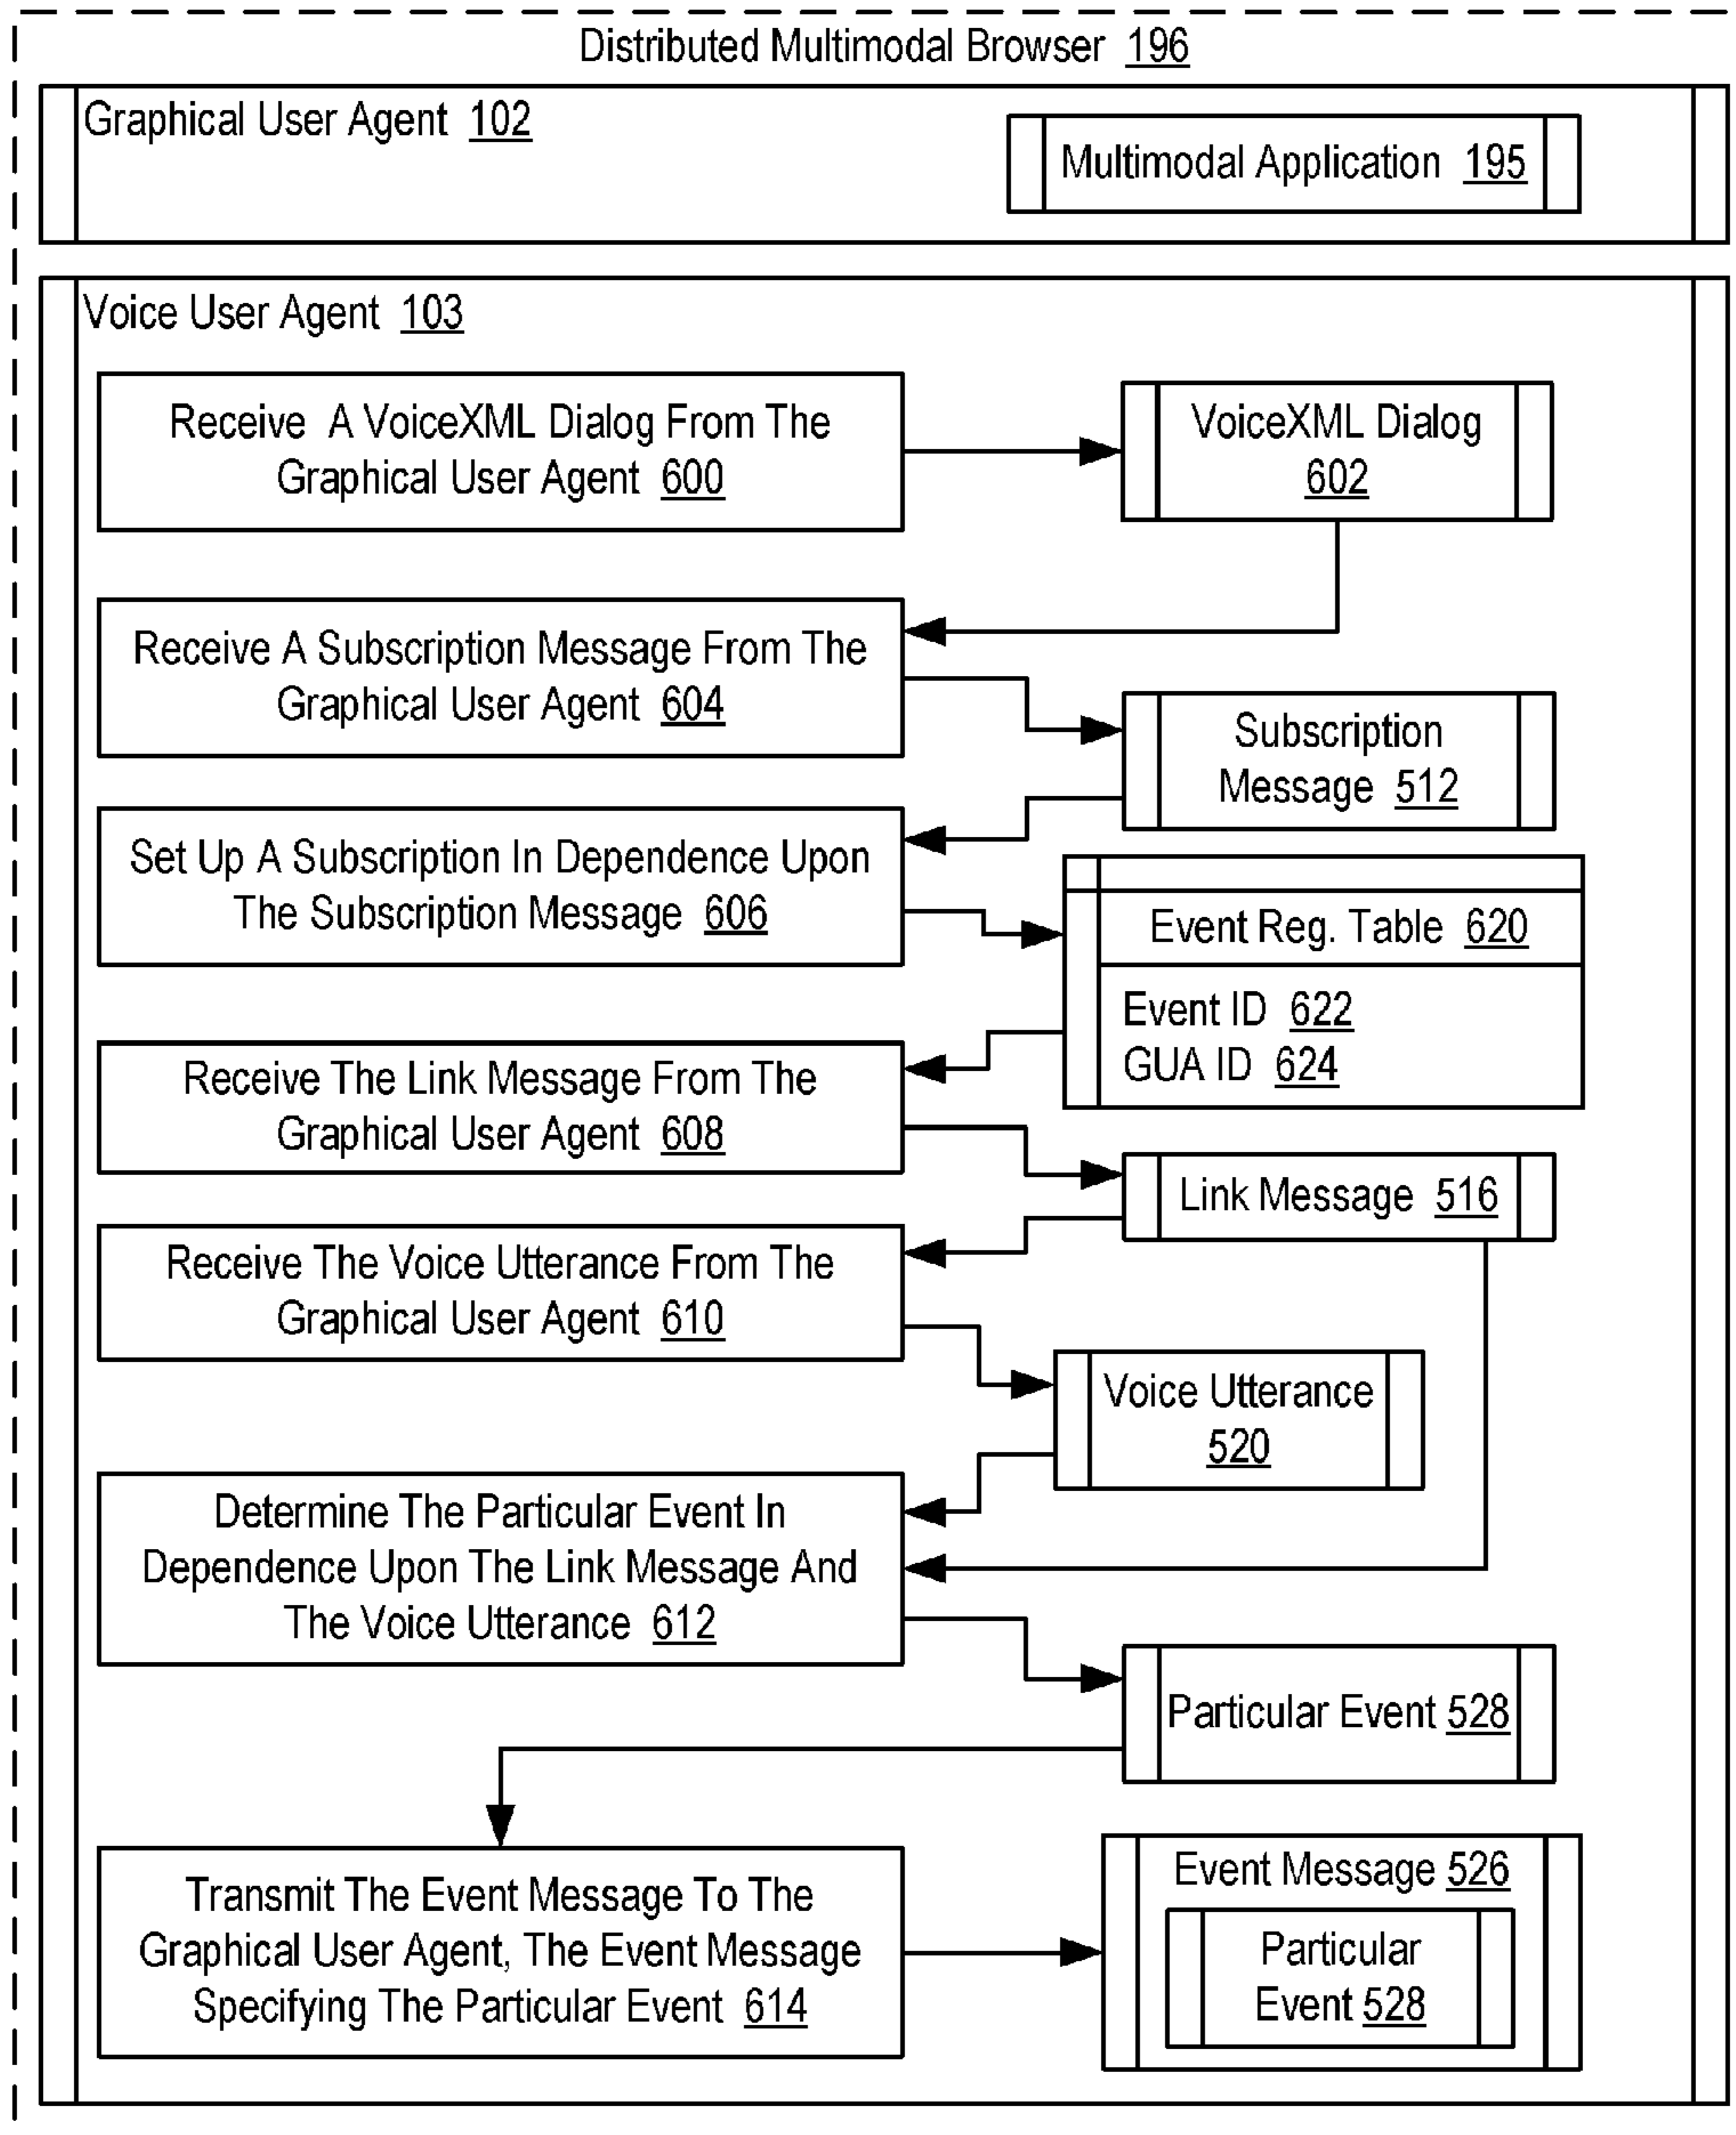 Distributed Multimodal Browser 196
Graphical User Agent 102
Multimodal Application 195
Voice User Agent 103
Receive A VoiceXML Dialog From The
Graphical User Agent 600
VoiceXML Dialog
602
Receive A Subscription Message From The
Graphical User Agent 604
Subscription
Message 512
Set Up A Subscription In Dependence Upon
The Subscription Message 606
Event Reg. Table 620
Event ID 622
GUA ID 624
Receive The Link Message From The
Graphical User Agent 608
Link Message 516
Receive The Voice Utterance From The
Graphical User Agent 610
Voice Utterance
520
Determine The Particular Event In
Dependence Upon The Link Message And
The Voice Utterance 612
Particular Event 528
Transmit The Event Message To The
Graphical User Agent, The Event Message
Specifying The Particular Event 614
Event Message 526
Particular
Event 528